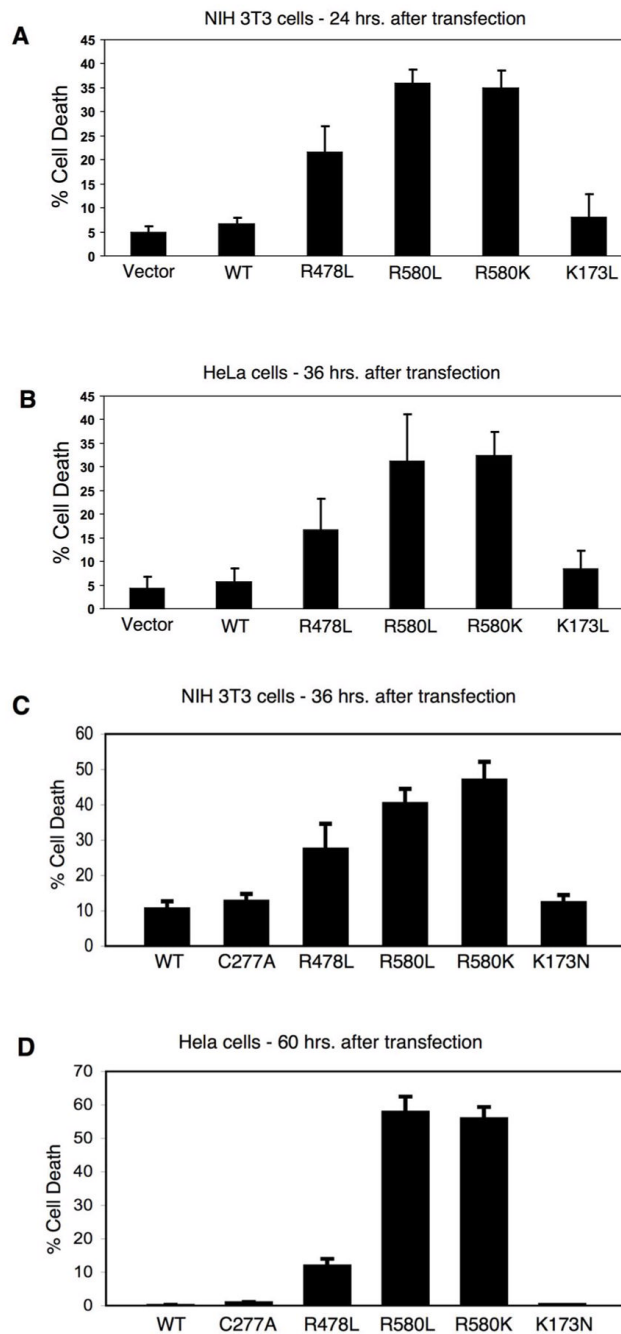 NIH 3T3 cells - 24 hrs. after transfection
A
45
40
35
30
25
20
15
10
5
0
% Cell Death
Vector WT R478L R580L R580K K173L
HeLa cells - 36 hrs. after transfection
B
45
40
35
30
25
20
15
10
5
0
% Cell Death
Vector WT R478L R580L R580K K173L
NIH 3T3 cells - 36 hrs. after transfection
C
60
50
40
30
20
10
0
% Cell Death
WT C277A R478L R580L R580K K173N
Hela cells - 60 hrs. after transfection
D
70
60
50
40
30
20
10
0
% Cell Death
WT C277A R478L R580L R580K K173N